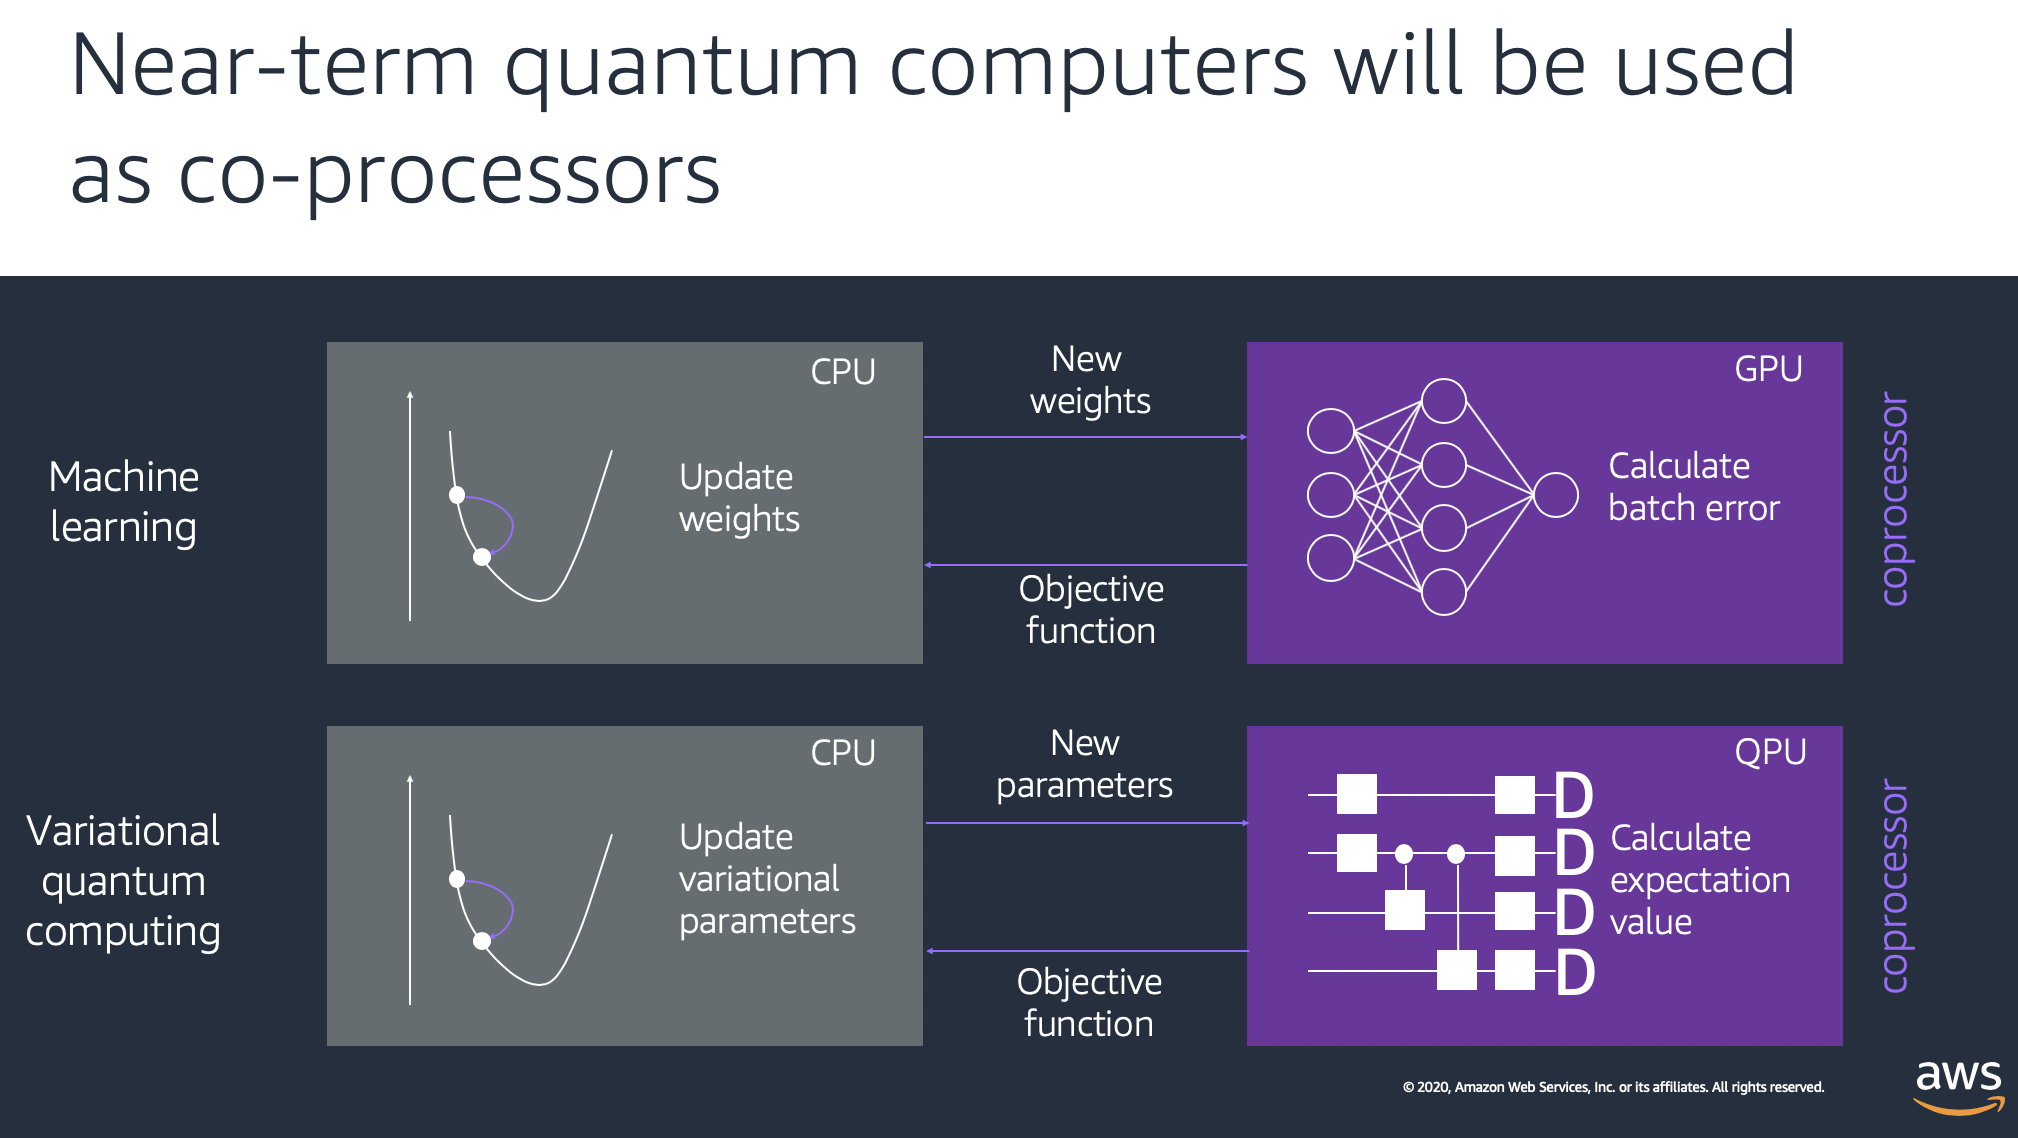 Near-term quantum computers will be used
as co-processors
Machine
learning
CPU
Update
weights
New
weights
Objective
function
GPU
Calculate
batch error
coprocessor
Variational
quantum
computing
CPU
Update
variational
parameters
New
parameters
Objective
function
QPU
D
D
D
D
Calculate
expectation
value
coprocessor
© 2020, Amazon Web Services, Inc. or its affiliates. All rights reserved.
aws